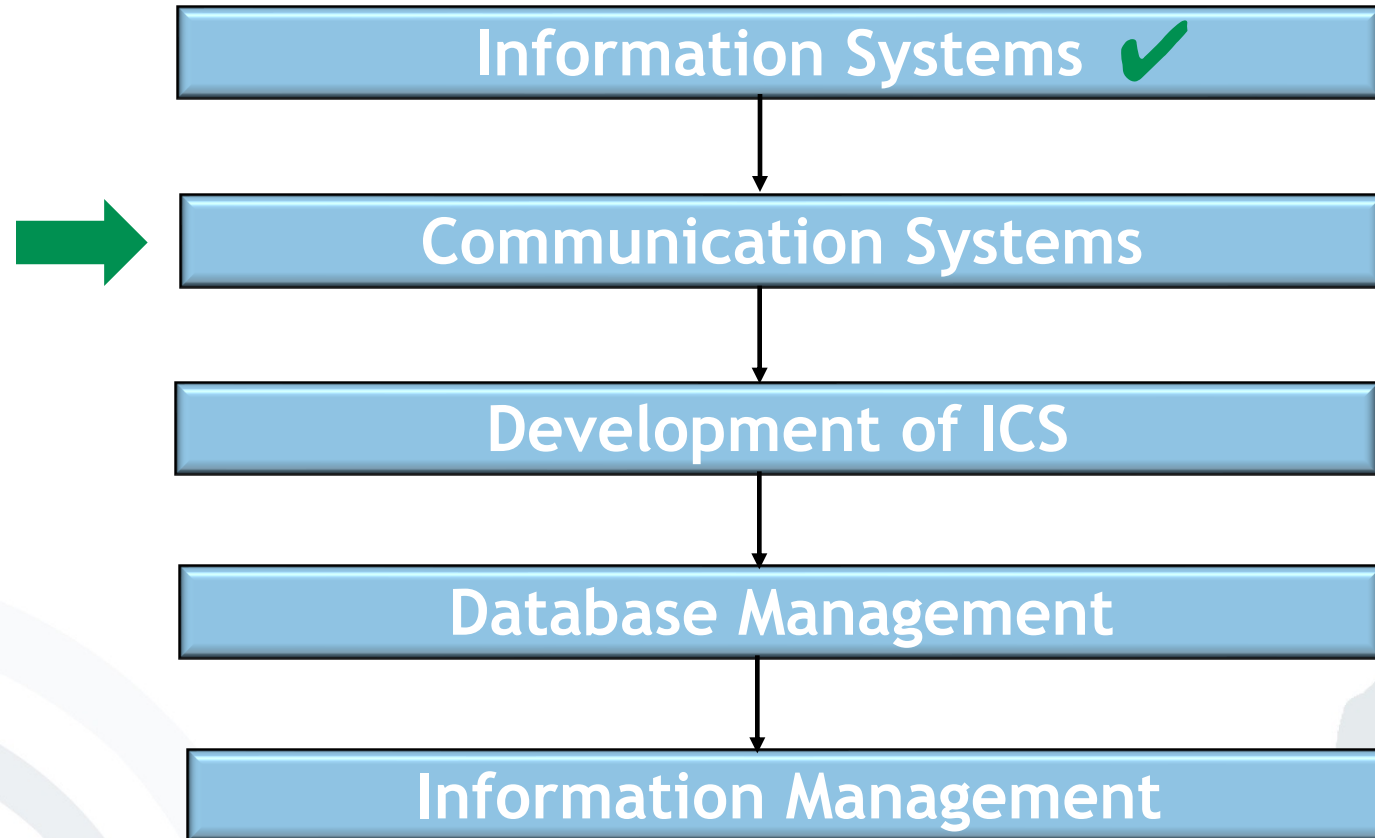 Information Systems ✔
Communication Systems
Development of ICS
Database Management
Information Management